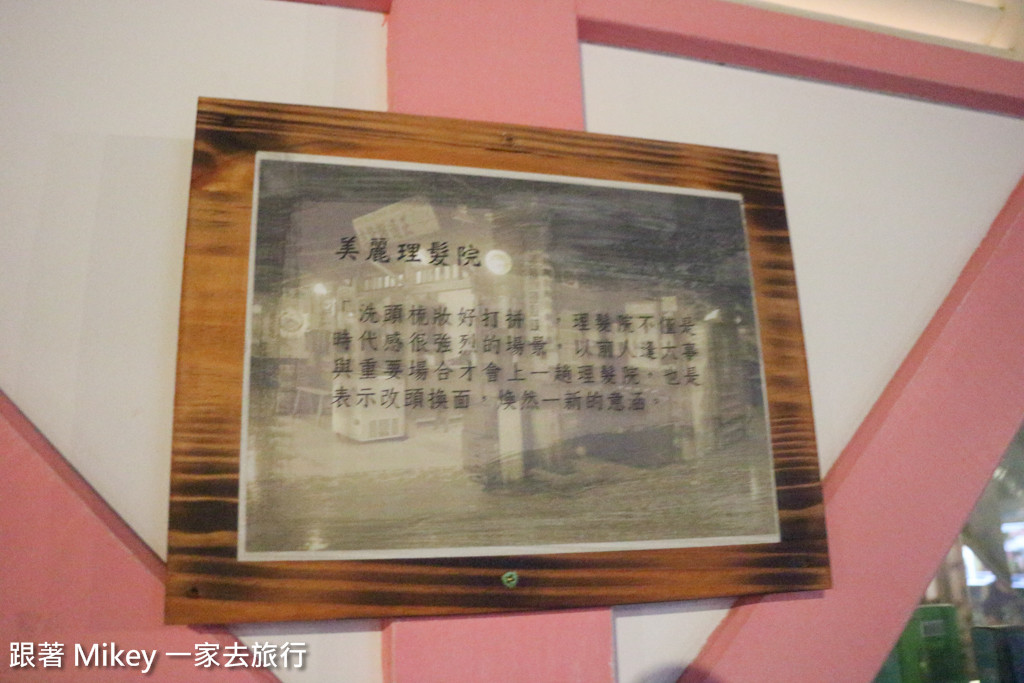 美麗理髮院
「洗頭梳妝好打拼」，理髮院不僅是
時代感很強烈的場景，以前人逢大事
與重要場合才會上一趟理髮院，也是
表示改頭換面，煥然一新的意涵。
跟著 Mikey 一家去旅行